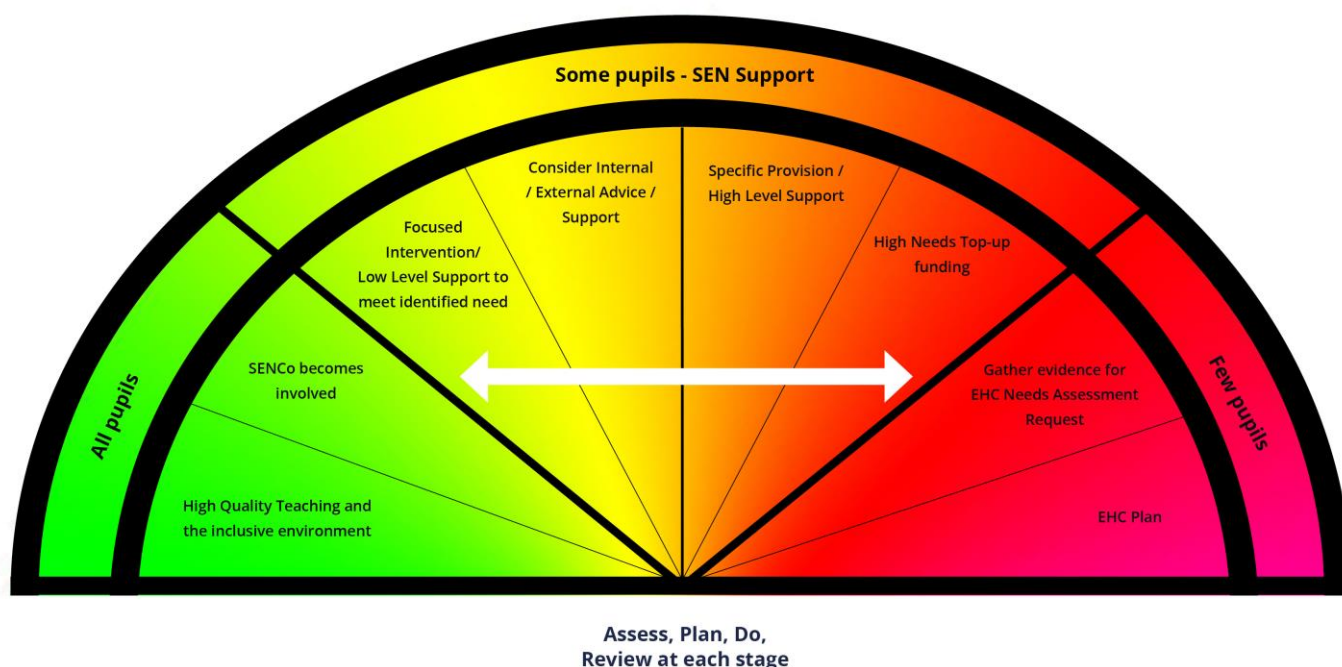 Some pupils - SEN Support
All pupils
Few pupils
High Quality Teaching and
the inclusive environment
SENCo becomes
involved
Focused
Intervention/
Low Level Support to
meet identified need
Consider Internal
/ External Advice /
Support
Specific Provision /
High Level Support
High Needs Top-up
funding
Gather evidence for
EHC Needs Assessment
Request
EHC Plan
Assess, Plan, Do,
Review at each stage